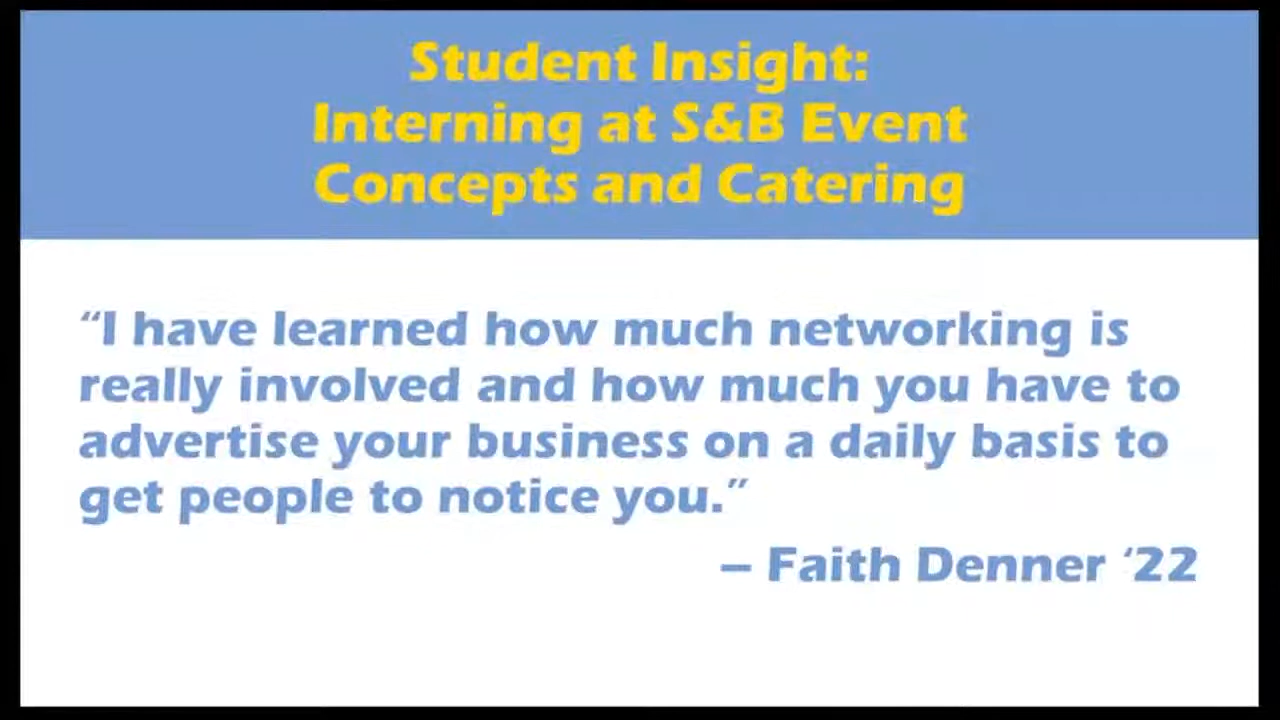 Student Insight:
Interning at S&B Event
Concepts and Catering
“I have learned how much networking is
really involved and how much you have to
advertise your business on a daily basis to
get people to notice you.”
– Faith Denner ‘22